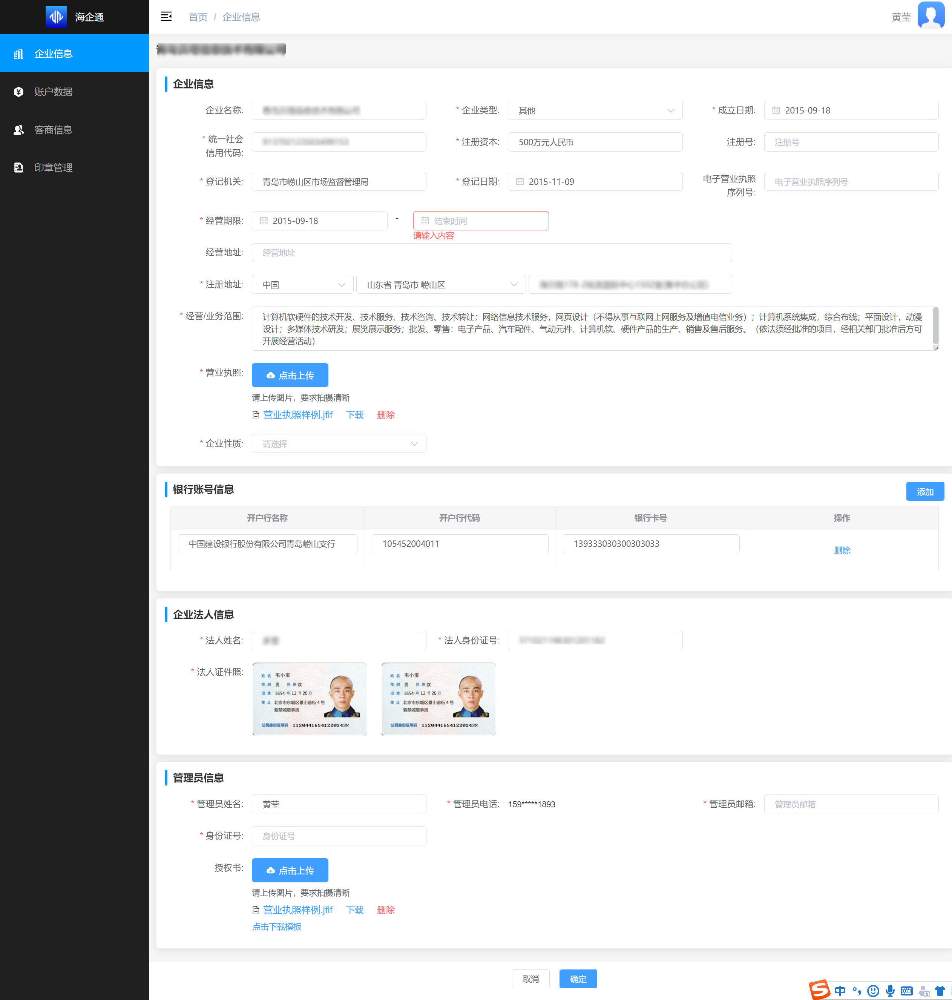 海企通
首页 / 企业信息
黄莹
企业信息
账户数据
客商信息
印章管理
企业信息
企业名称:
* 企业类型: 其他
* 成立日期: 2015-09-18
* 统一社会
信用代码:
* 注册资本: 500万元人民币
注册号: 注册号
* 登记机关: 青岛市崂山区市场监督管理局
* 登记日期: 2015-11-09
电子营业执照
序列号: 电子营业执照序列号
* 经营期限: 2015-09-18 - 结束时间
请输入内容
经营地址: 经营地址
* 注册地址: 中国 山东省 青岛市 崂山区
* 经营/业务范围: 计算机软硬件的技术开发、技术服务、技术咨询、技术转让；网络信息技术服务，网页设计（不得从事互联网上网服务及增值电信业务）；计算机系统集成，综合布线；平面设计，动漫
设计；多媒体技术研发；展览展示服务；批发、零售：电子产品、汽车配件、气动元件、计算机软、硬件产品的生产、销售及售后服务。（依法须经批准的项目，经相关部门批准后方可
开展经营活动）
* 营业执照: 点击上传
请上传图片，要求拍摄清晰
营业执照样例.jfif 下载 删除
* 企业性质: 请选择
银行账号信息
添加
开户行名称 开户行代码 银行卡号 操作
中国建设银行股份有限公司青岛崂山支行 105452004011 139333030300303033 删除
企业法人信息
* 法人姓名:
* 法人身份证号:
* 法人证件照:
姓名 韦小宝
性别 男 民族 汉
出生 1654 年 12 月 20 日
住址 北京市东城区景山前街 4 号
紫禁城敬事房
公民身份证号码 11204416541220243X
姓名 韦小宝
性别 男 民族 汉
出生 1654 年 12 月 20 日
住址 北京市东城区景山前街 4 号
紫禁城敬事房
公民身份证号码 11204416541220243X
管理员信息
* 管理员姓名: 黄莹
* 管理员电话: 159*****1893
* 管理员邮箱: 管理员邮箱
* 身份证号: 身份证号
授权书: 点击上传
请上传图片，要求拍摄清晰
营业执照样例.jfif 下载 删除
点击下载模板
取消 确定
S 中